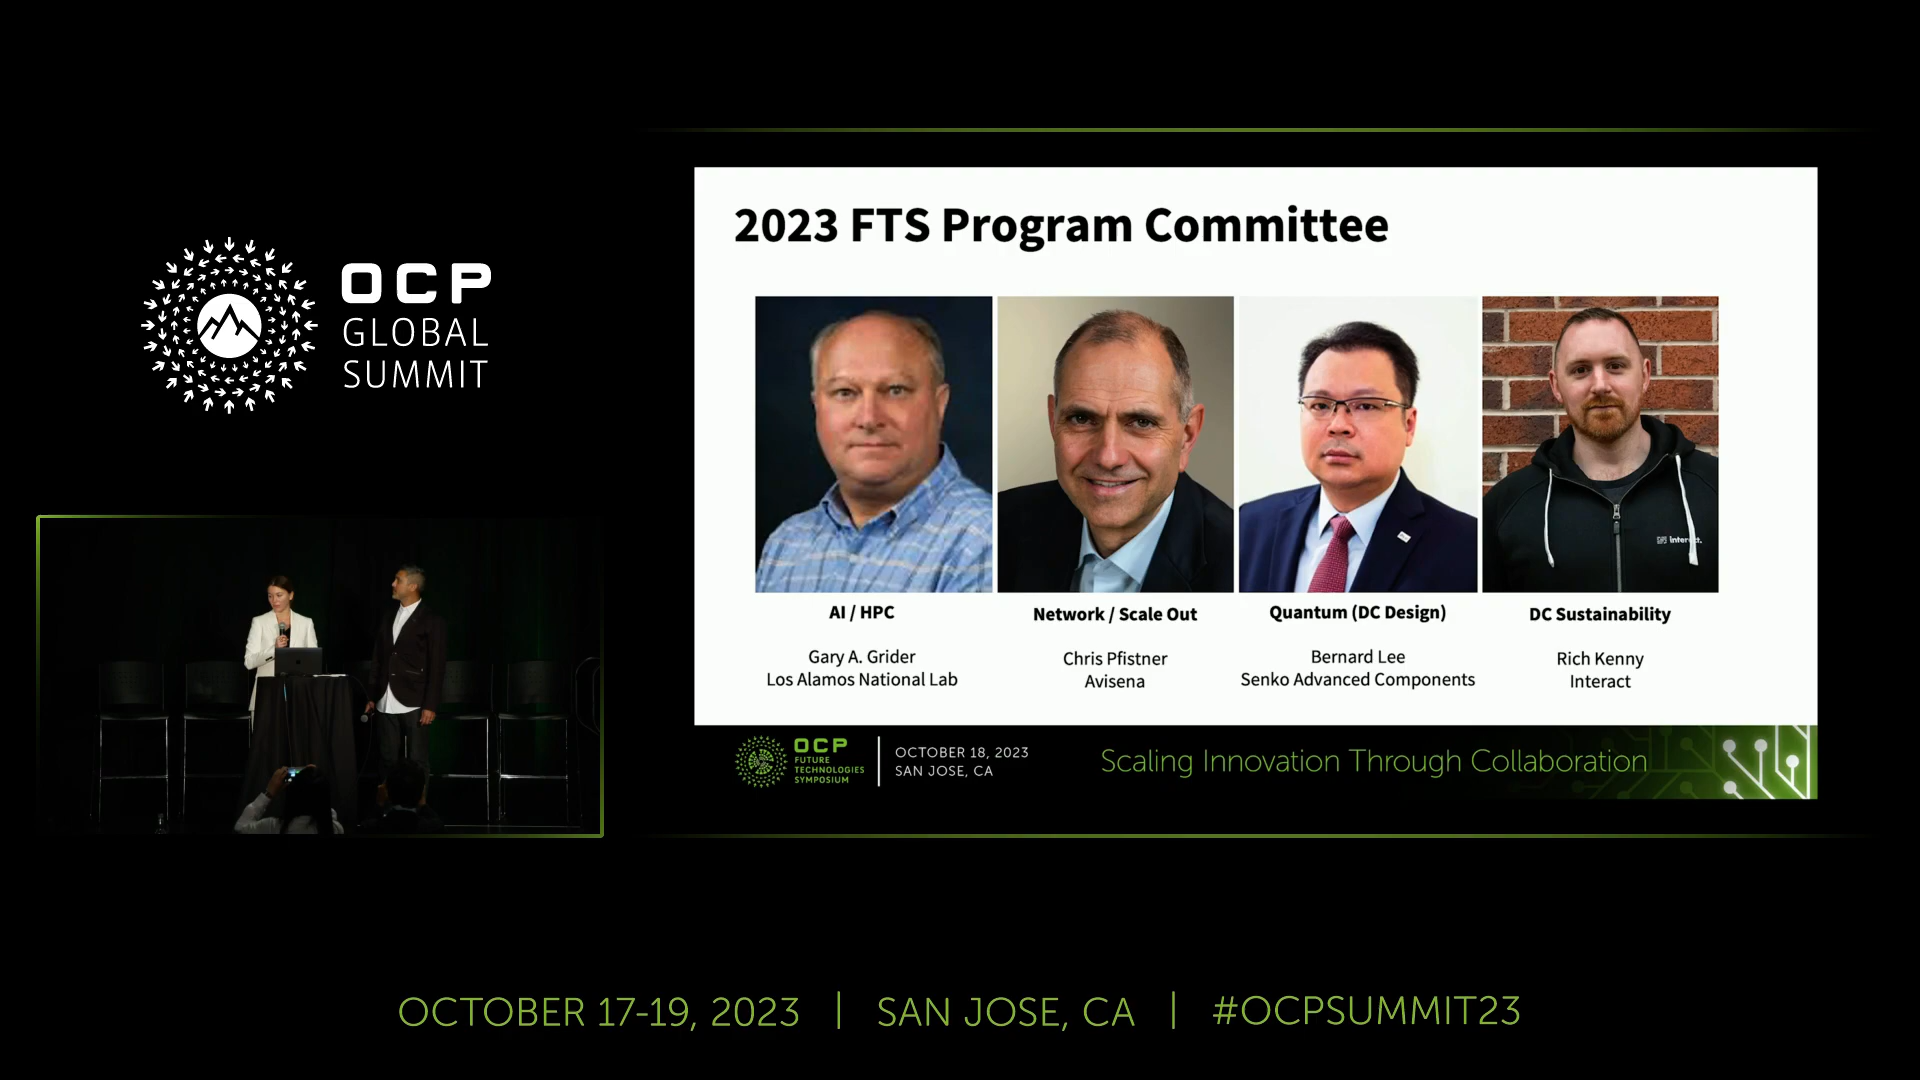 OCP
GLOBAL
SUMMIT
2023 FTS Program Committee
interact.
AI / HPC
Gary A. Grider
Los Alamos National Lab
Network / Scale Out
Chris Pfistner
Avisena
Quantum (DC Design)
Bernard Lee
Senko Advanced Components
DC Sustainability
Rich Kenny
Interact
OCP
FUTURE
TECHNOLOGIES
SYMPOSIUM
OCTOBER 18, 2023
SAN JOSE, CA
Scaling Innovation Through Collaboration
OCTOBER 17-19, 2023 | SAN JOSE, CA | #OCPSUMMIT23